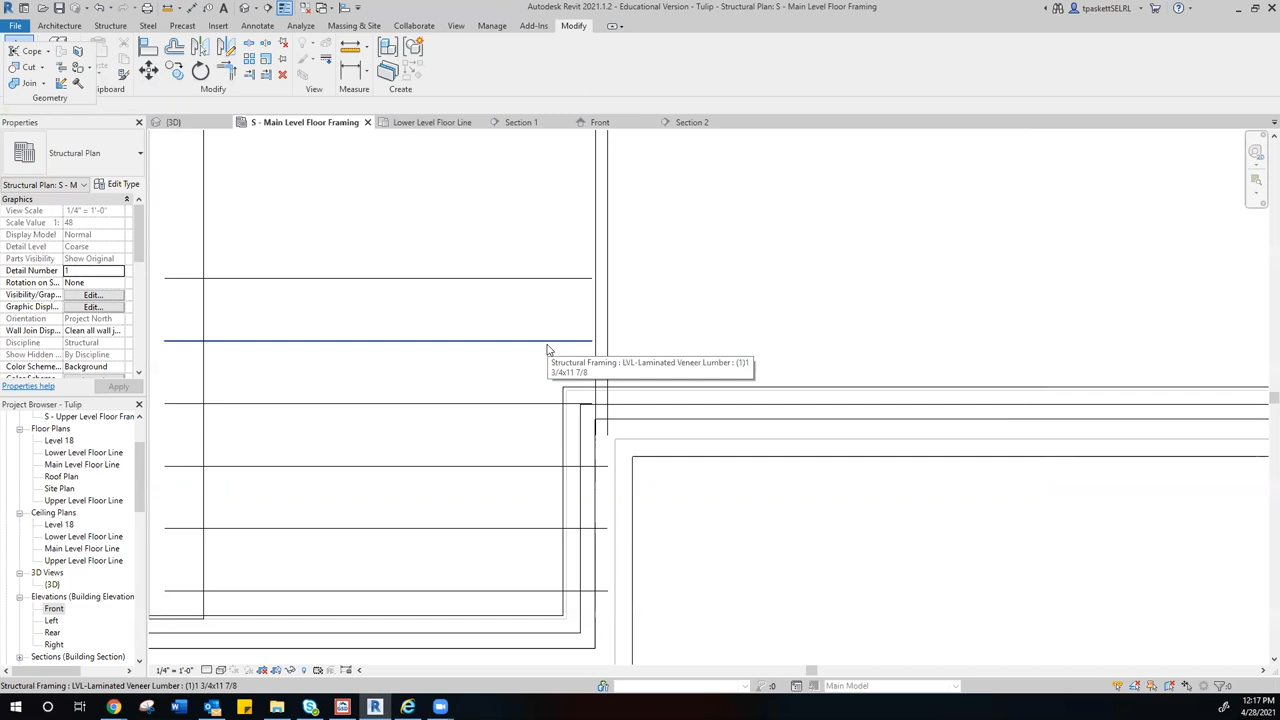 Autodesk Revit 2021.1.2 - Educational Version - Tulip - Structural Plan: S - Main Level Floor Framing
tpaskettSELRL
File
Architecture
Structure
Steel
Precast
Systems
Insert
Annotate
Analyze
Massing & Site
Collaborate
View
Manage
Add-Ins
Modify
Cope
Cut
Join
Geometry
Modify
View
Measure
Create
Properties
{3D}
S - Main Level Floor Framing
Lower Level Floor Line
Section 1
Front
Section 2
Structural Plan
Structural Plan: S - M
Edit Type
Graphics
View Scale 1/4" = 1'-0"
Scale Value 1: 48
Display Model Normal
Detail Level Coarse
Parts Visibility Show Original
Detail Number 1
Rotation on S... None
Visibility/Grap... Edit...
Graphic Displ... Edit...
Orientation Project North
Wall Join Disp... Clean all wall j...
Discipline Structural
Show Hidden ... By Discipline
Color Scheme... Background
Properties help
Apply
Project Browser - Tulip
S - Upper Level Floor Fram
Floor Plans
Level 18
Lower Level Floor Line
Main Level Floor Line
Roof Plan
Site Plan
Upper Level Floor Line
Ceiling Plans
Level 18
Lower Level Floor Line
Main Level Floor Line
Upper Level Floor Line
3D Views
{3D}
Elevations (Building Elevation
Front
Left
Rear
Right
Sections (Building Section)
Structural Framing : LVL-Laminated Veneer Lumber : (1)1
3/4x11 7/8
1/4" = 1'-0"
Structural Framing : LVL-Laminated Veneer Lumber : (1)1 3/4x11 7/8
:0
Main Model
:0
12:17 PM
4/28/2021